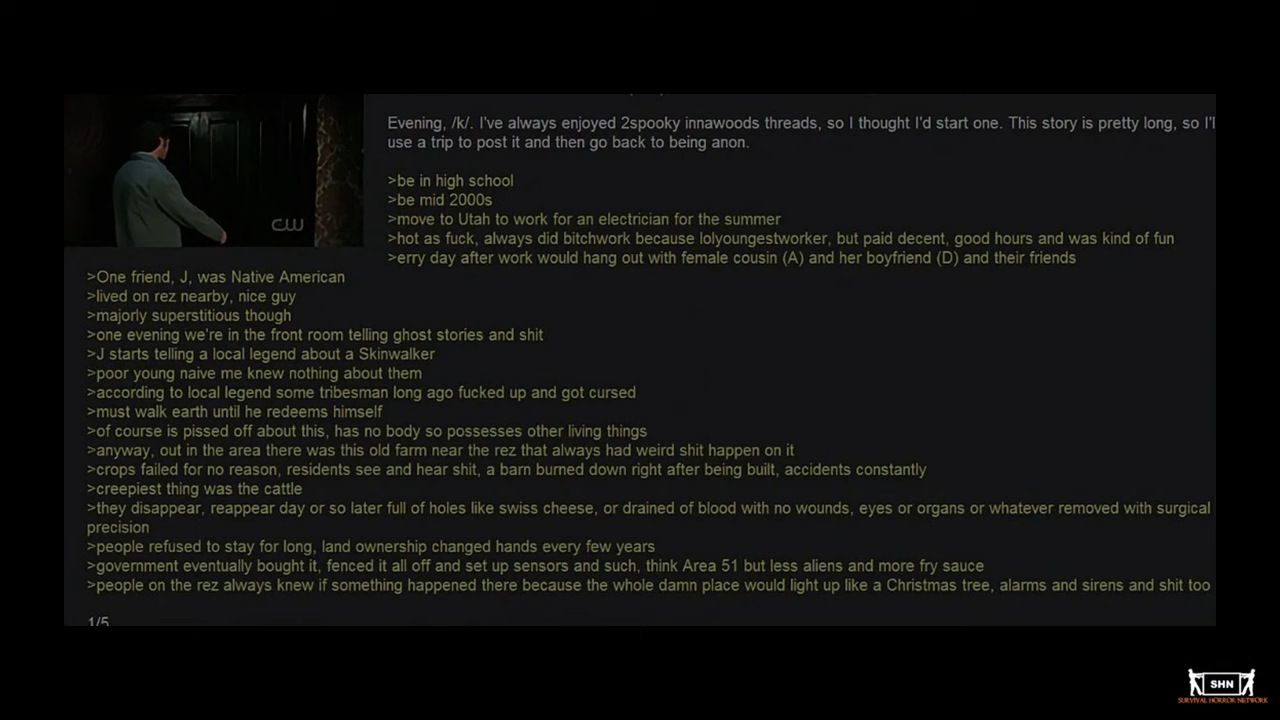 Evening, /k/. I've always enjoyed 2spooky innawoods threads, so I thought I'd start one. This story is pretty long, so I'l
use a trip to post it and then go back to being anon.
>be in high school
>be mid 2000s
>move to Utah to work for an electrician for the summer
>hot as fuck, always did bitchwork because lolyoungestworker, but paid decent, good hours and was kind of fun
>erry day after work would hang out with female cousin (A) and her boyfriend (D) and their friends
CW
>One friend, J, was Native American
>lived on rez nearby, nice guy
>majorly superstitious though
>one evening we're in the front room telling ghost stories and shit
>J starts telling a local legend about a Skinwalker
>poor young naive me knew nothing about them
>according to local legend some tribesman long ago fucked up and got cursed
>must walk earth until he redeems himself
>of course is pissed off about this, has no body so possesses other living things
>anyway, out in the area there was this old farm near the rez that always had weird shit happen on it
>crops failed for no reason, residents see and hear shit, a barn burned down right after being built, accidents constantly
>creepiest thing was the cattle
>they disappear, reappear day or so later full of holes like swiss cheese, or drained of blood with no wounds, eyes or organs or whatever removed with surgical
precision
>people refused to stay for long, land ownership changed hands every few years
>government eventually bought it, fenced it all off and set up sensors and such, think Area 51 but less aliens and more fry sauce
>people on the rez always knew if something happened there because the whole damn place would light up like a Christmas tree, alarms and sirens and shit too
1/5
SHN
SURVIVAL HORROR NETWORK